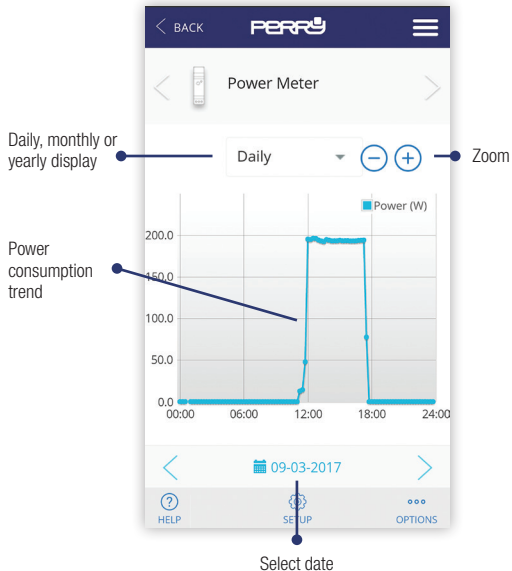 BACK
PERRY
Power Meter
Daily, monthly or
yearly display
Daily
Zoom
Power (W)
Power
consumption
trend
200.0
150.0
100.0
50.0
0.0
00:00 06:00 12:00 18:00 24:00
09-03-2017
HELP
SETUP
OPTIONS
Select date